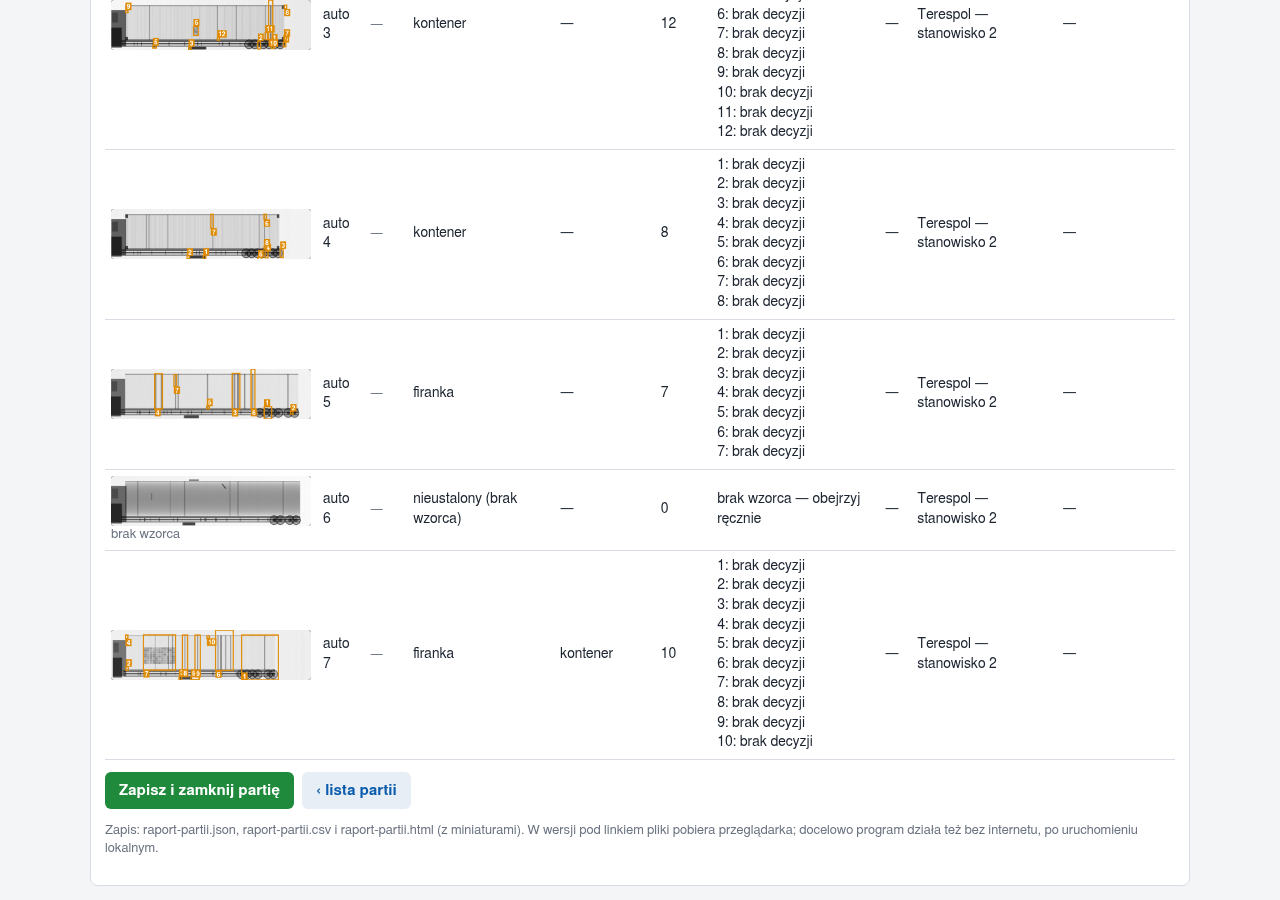 auto
3
—
kontener
—
12
6: brak decyzji
7: brak decyzji
8: brak decyzji
9: brak decyzji
10: brak decyzji
11: brak decyzji
12: brak decyzji
—
Terespol —
stanowisko 2
—
auto
4
—
kontener
—
8
1: brak decyzji
2: brak decyzji
3: brak decyzji
4: brak decyzji
5: brak decyzji
6: brak decyzji
7: brak decyzji
8: brak decyzji
—
Terespol —
stanowisko 2
—
auto
5
—
firanka
—
7
1: brak decyzji
2: brak decyzji
3: brak decyzji
4: brak decyzji
5: brak decyzji
6: brak decyzji
7: brak decyzji
—
Terespol —
stanowisko 2
—
brak wzorca
auto
6
—
nieustalony (brak
wzorca)
—
0
brak wzorca — obejrzyj
ręcznie
—
Terespol —
stanowisko 2
—
auto
7
—
firanka
kontener
10
1: brak decyzji
2: brak decyzji
3: brak decyzji
4: brak decyzji
5: brak decyzji
6: brak decyzji
7: brak decyzji
8: brak decyzji
9: brak decyzji
10: brak decyzji
—
Terespol —
stanowisko 2
—
Zapisz i zamknij partię
‹ lista partii
Zapis: raport-partii.json, raport-partii.csv i raport-partii.html (z miniaturami). W wersji pod linkiem pliki pobiera przeglądarka; docelowo program działa też bez internetu, po uruchomieniu
lokalnym.